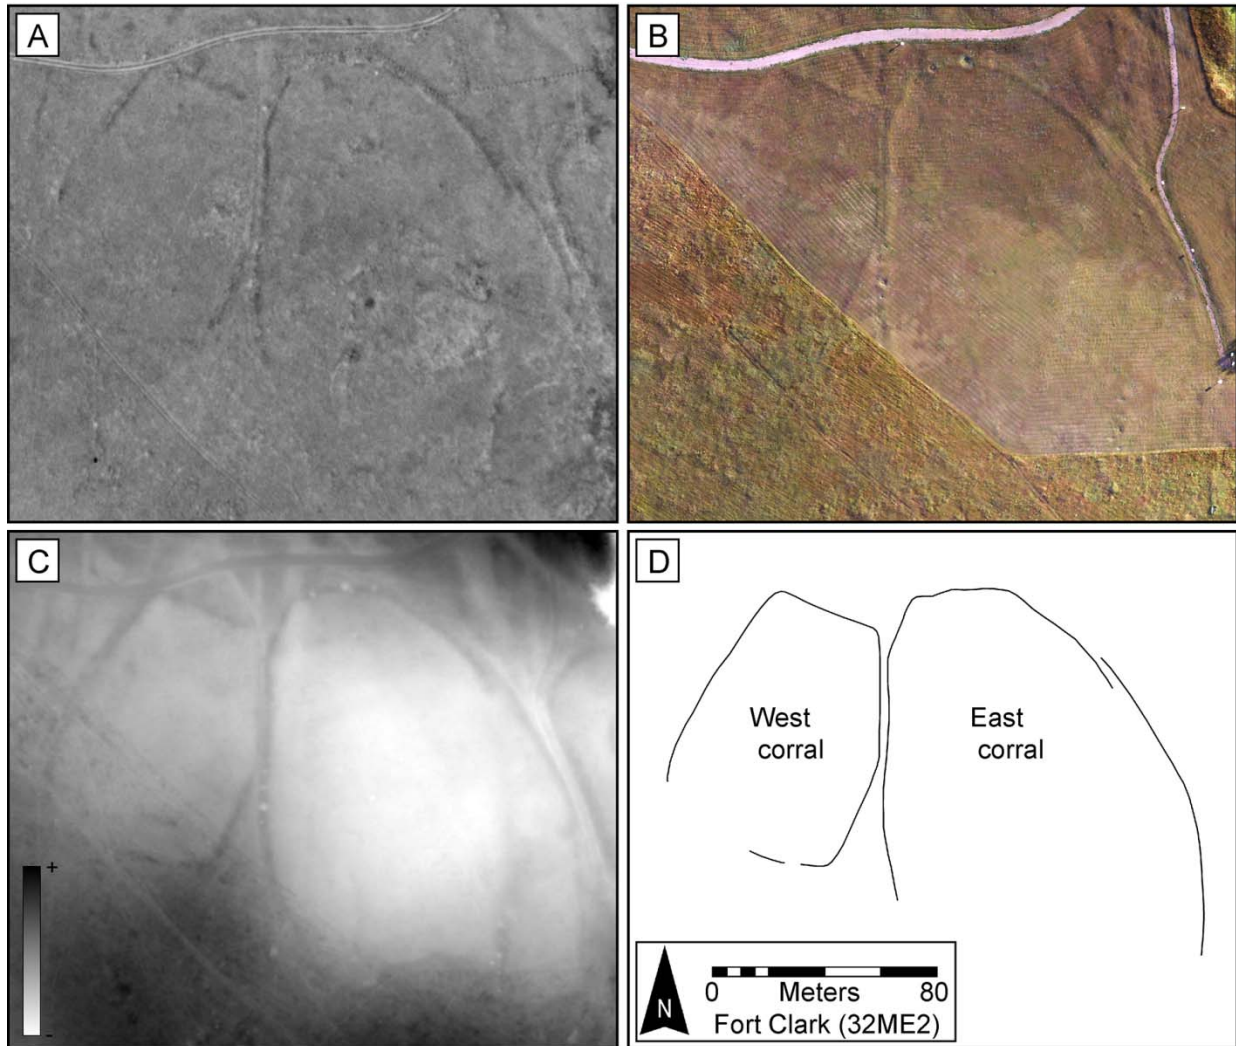 A
B
C
+
-
D
West
corral
East
corral
N
0 Meters 80
Fort Clark (32ME2)